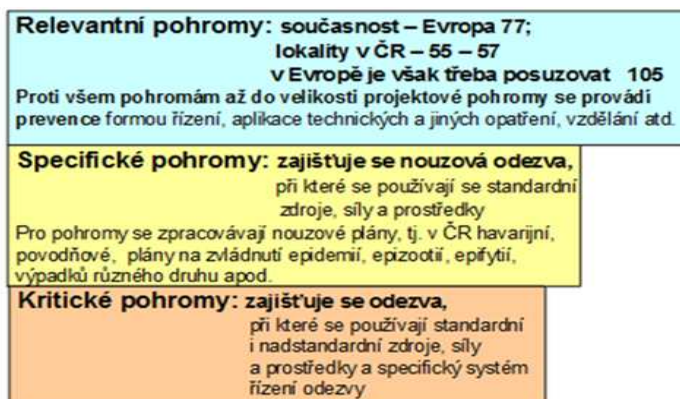 Relevantní pohromy: současnost – Evropa 77;
lokality v ČR – 55 – 57
v Evropě je však třeba posuzovat 105
Proti všem pohromám až do velikosti projektové pohromy se provádí
prevence formou řízení, aplikace technických a jiných opatření, vzdělání atd.
Specifické pohromy: zajišťuje se nouzová odezva,
při které se používají se standardní
zdroje, síly a prostředky
Pro pohromy se zpracovávají nouzové plány, tj. v ČR havarijní,
povodňové, plány na zvládnutí epidemií, epizootií, epifytií,
výpadků různého druhu apod.
Kritické pohromy: zajišťuje se odezva,
při které se používají standardní
i nadstandardní zdroje, síly
a prostředky a specifický systém
řízení odezvy